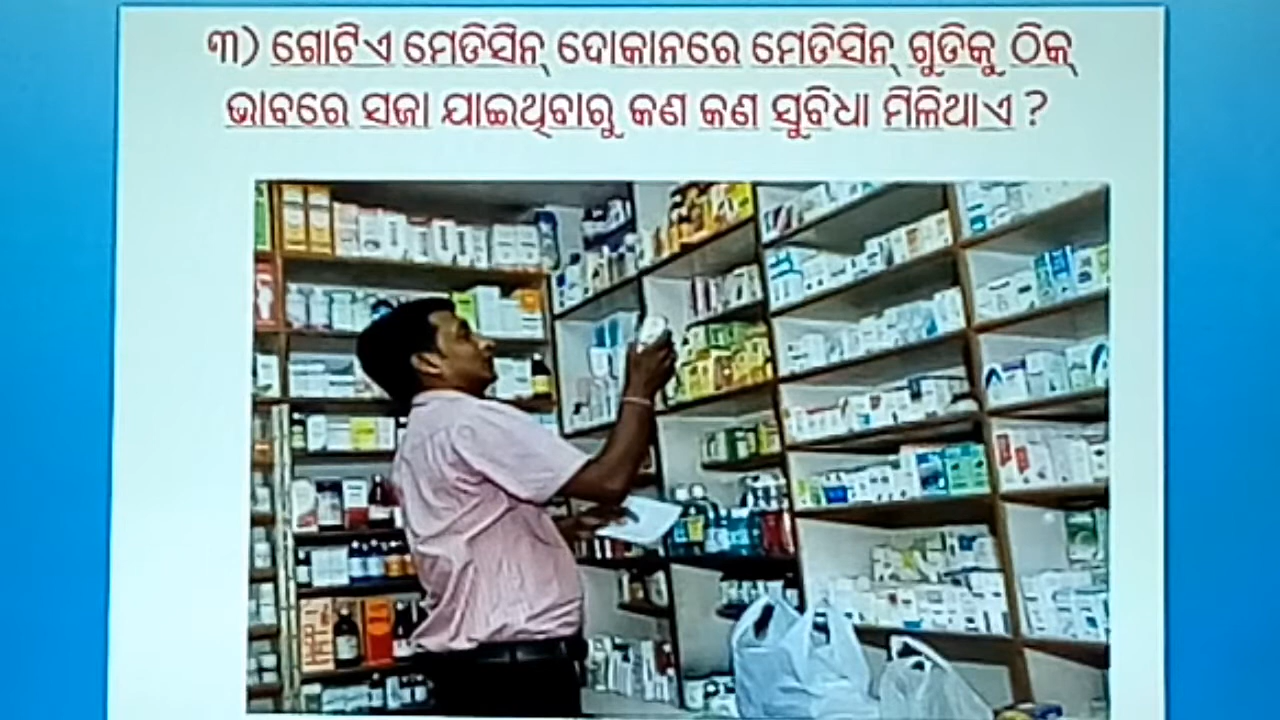 ୩) ଗୋଟିଏ ମେଡିସିନ୍ ଦୋକାନରେ ମେଡିସିନ୍ ଗୁଡିକୁ ଠିକ୍
ଭାବରେ ସଜା ଯାଇଥିବାରୁ କଣ କଣ ସୁବିଧା ମିଳିଥାଏ ?